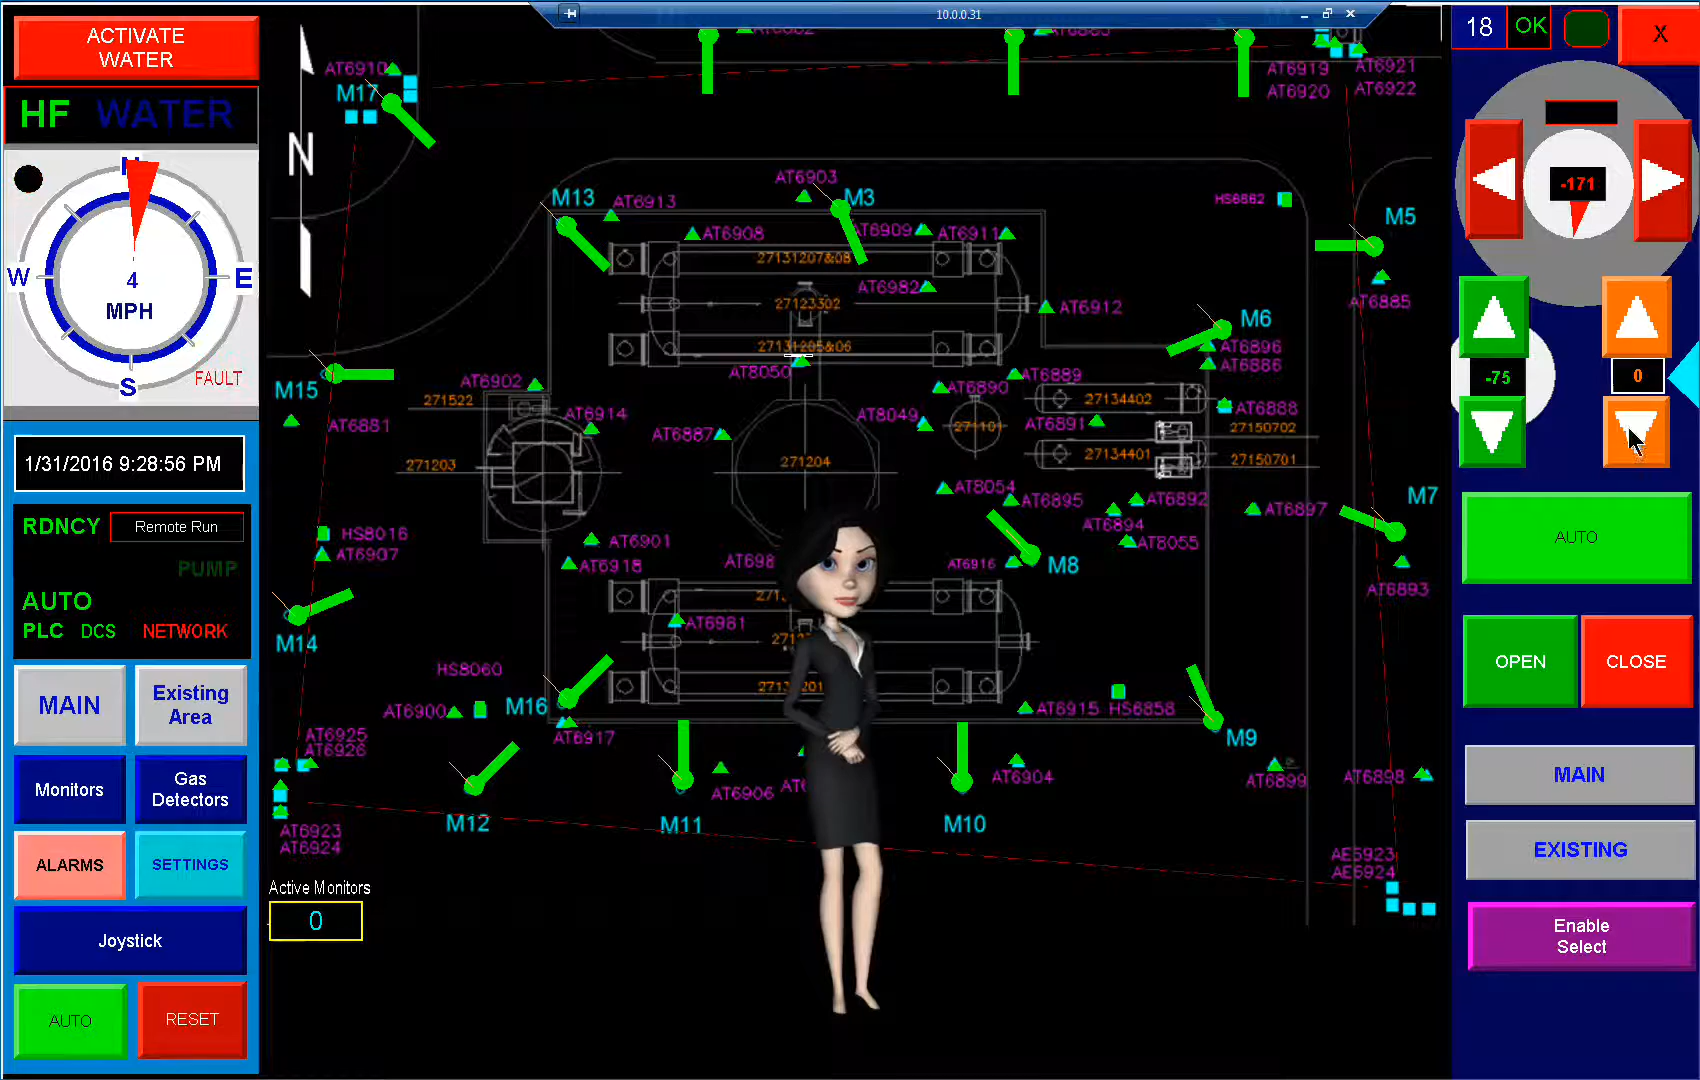 10.0.0.31
ACTIVATE
WATER
HF WATER
N
W
E
S
4
MPH
FAULT
1/31/2016 9:28:56 PM
RDNCY
Remote Run
PUMP
AUTO
PLC DCS NETWORK
MAIN
Existing
Area
Monitors
Gas
Detectors
ALARMS
SETTINGS
Joystick
AUTO
RESET
N
AT6910
M17
AT6919
AT6920
AT6921
AT6922
AT6903
M13
AT6913
M3
HS6862
M5
AT6908
AT6909
AT6911
27131207&08
AT6982
AT6885
27123302
AT6912
M6
27131205&06
AT6896
AT6886
M15
AT8050
AT6902
AT6890
AT6889
271522
27134402
AT6888
AT6914
AT8049
AT6881
AT6887
271101
AT6891
27150702
271203
271204
27134401
27150701
AT8054
AT6895
AT6892
M7
AT6897
AT6894
HS8016
AT6901
AT8055
AT6907
AT6918
AT698
AT6916
M8
AT6893
M14
AT6981
HS8060
AT6900
M16
AT6915
HS6858
AT6917
M9
AT6925
AT6926
AT6904
AT6899
AT6898
AT6906
M12
M11
M10
AT6923
AT6924
AE5923
AE6924
Active Monitors
0
18
OK
X
-171
-75
0
AUTO
OPEN
CLOSE
MAIN
EXISTING
Enable
Select